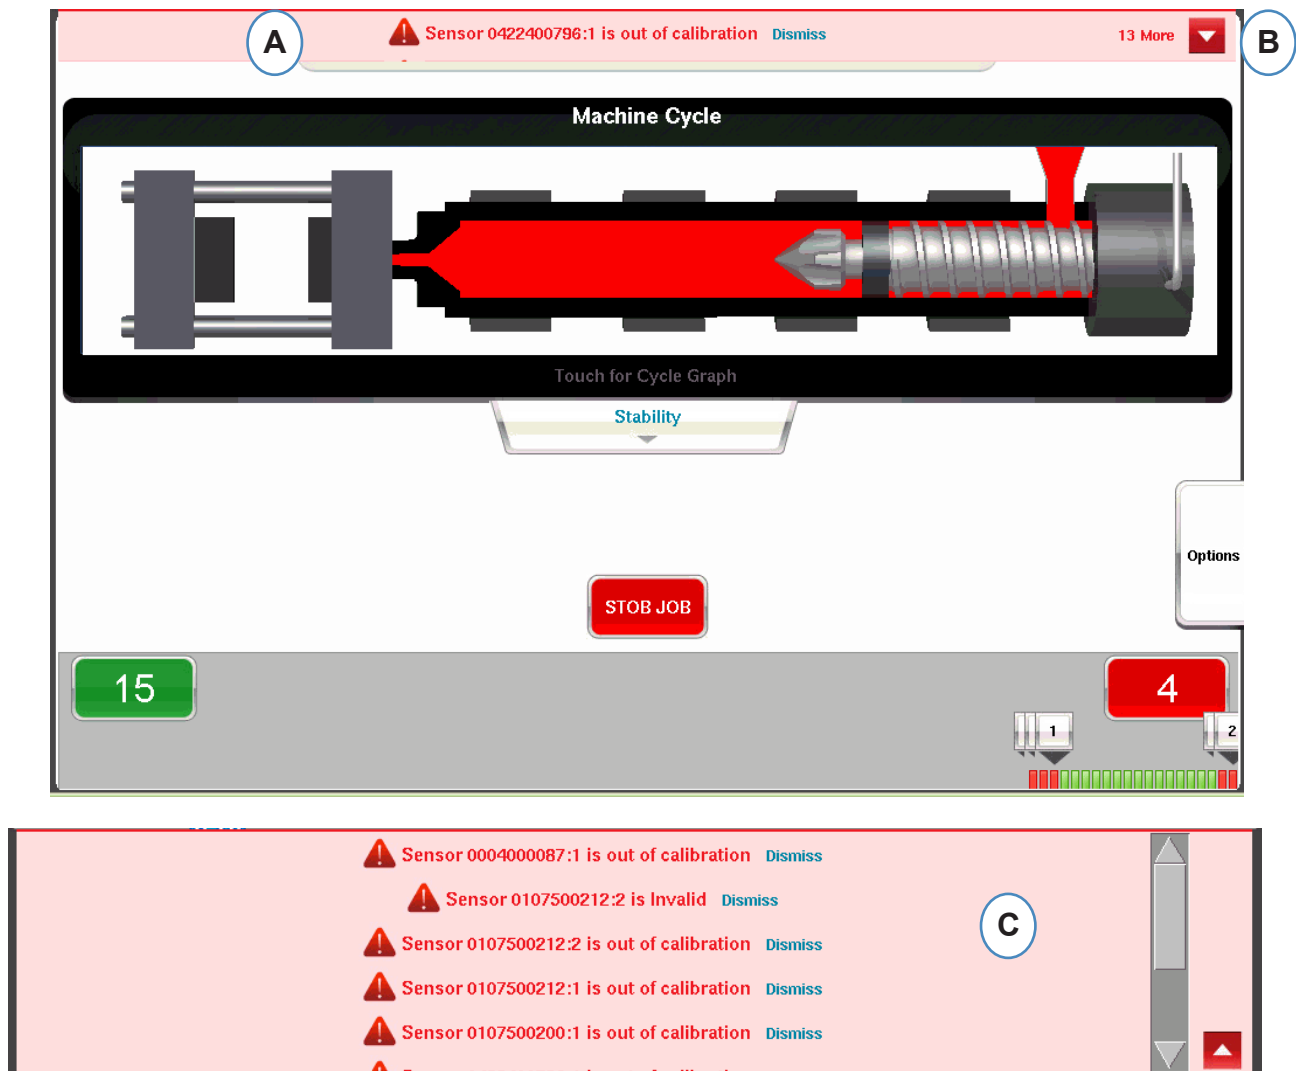 A
Sensor 0422400796:1 is out of calibration Dismiss
13 More
B
Machine Cycle
Touch for Cycle Graph
Stability
Options
STOB JOB
15
4
1
2
Sensor 0004000087:1 is out of calibration Dismiss
Sensor 0107500212:2 is Invalid Dismiss
C
Sensor 0107500212:2 is out of calibration Dismiss
Sensor 0107500212:1 is out of calibration Dismiss
Sensor 0107500200:1 is out of calibration Dismiss